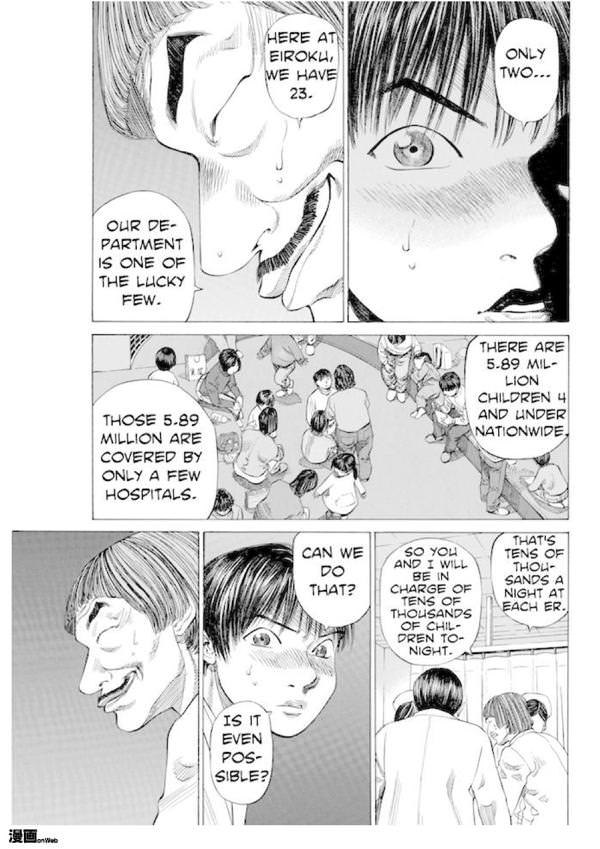 ONLY
TWO...
HERE AT
EIROKU,
WE HAVE
23.
OUR DE-
PARTMENT
IS ONE OF
THE LUCKY
FEW.
THERE ARE
5.89 MIL-
LION
CHILDREN 4
AND UNDER
NATIONWIDE.
THOSE 5.89
MILLION ARE
COVERED BY
ONLY A FEW
HOSPITALS.
THAT'S
TENS OF
THOU-
SANDS A
NIGHT AT
EACH ER.
SO YOU
AND I WILL
BE IN
CHARGE OF
TENS OF
THOUSANDS
OF CHIL-
DREN TO-
NIGHT.
CAN WE
DO
THAT?
IS IT
EVEN
POS-
SIBLE?
漫画onWeb